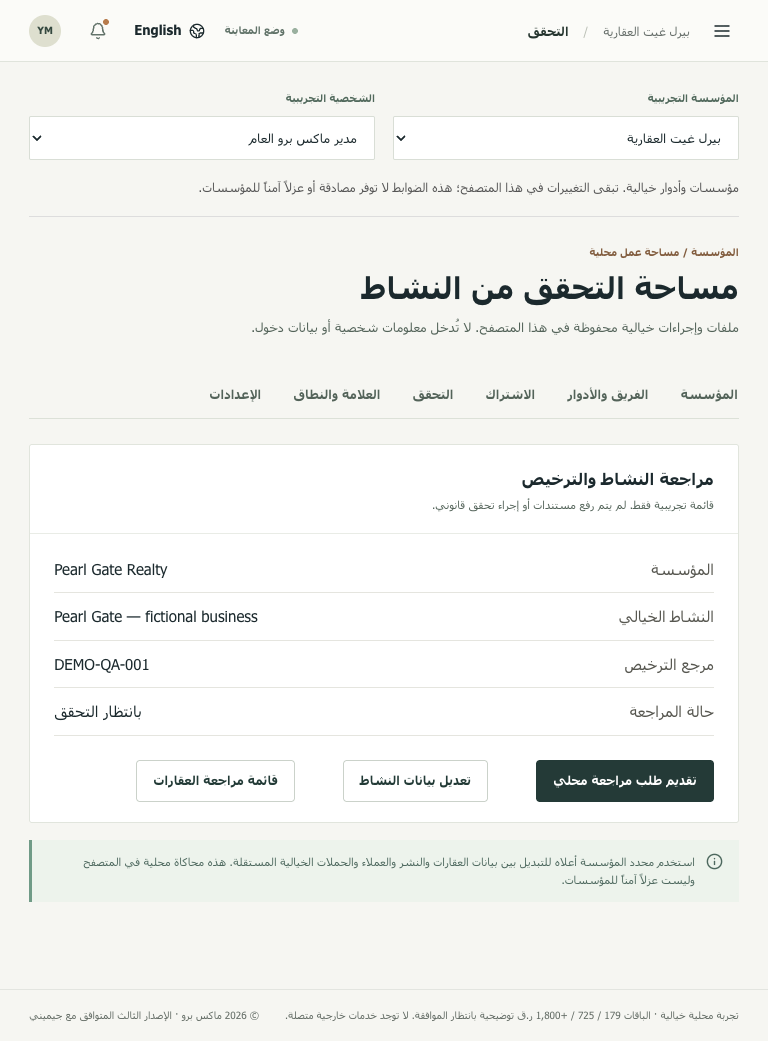 بيرل غيت العقارية / التحقق
وضع المعاينة
English
YM
المؤسسة التجريبية
بيرل غيت العقارية
الشخصية التجريبية
مدير ماكس برو العام
مؤسسات وأدوار خيالية. تبقى التغييرات في هذا المتصفح؛ هذه الضوابط لا توفر مصادقة أو عزلاً آمناً للمؤسسات.
المؤسسة / مساحة عمل محلية
مساحة التحقق من النشاط
ملفات وإجراءات خيالية محفوظة في هذا المتصفح. لا تُدخل معلومات شخصية أو بيانات دخول.
المؤسسة الفريق والأدوار الاشتراك التحقق العلامة والنطاق الإعدادات
مراجعة النشاط والترخيص
قائمة تجريبية فقط. لم يتم رفع مستندات أو إجراء تحقق قانوني.
المؤسسة Pearl Gate Realty
النشاط الخيالي Pearl Gate — fictional business
مرجع الترخيص DEMO-QA-001
حالة المراجعة بانتظار التحقق
تقديم طلب مراجعة محلي تعديل بيانات النشاط قائمة مراجعة العقارات
استخدم محدد المؤسسة أعلاه للتبديل بين بيانات العقارات والنشر والعملاء والحملات الخيالية المستقلة. هذه محاكاة محلية في المتصفح
وليست عزلاً آمناً للمؤسسات.
تجربة محلية خيالية · الباقات 179 / 725 / +1,800 ر.ق توضيحية بانتظار الموافقة. لا توجد خدمات خارجية متصلة.
© 2026 ماكس برو · الإصدار الثالث المتوافق مع جيميني